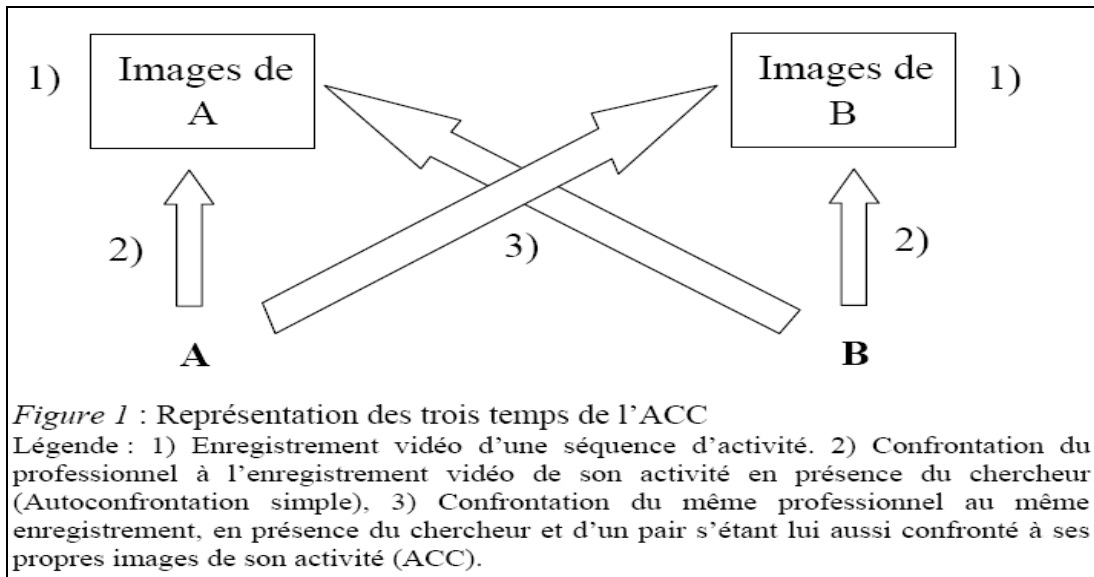 1)
Images de
A
Images de
B
1)
2)
3)
2)
A
B
Figure 1 : Représentation des trois temps de l’ACC
Légende : 1) Enregistrement vidéo d’une séquence d’activité. 2) Confrontation du
professionnel à l’enregistrement vidéo de son activité en présence du chercheur
(Autoconfrontation simple), 3) Confrontation du même professionnel au même
enregistrement, en présence du chercheur et d’un pair s’étant lui aussi confronté à ses
propres images de son activité (ACC).